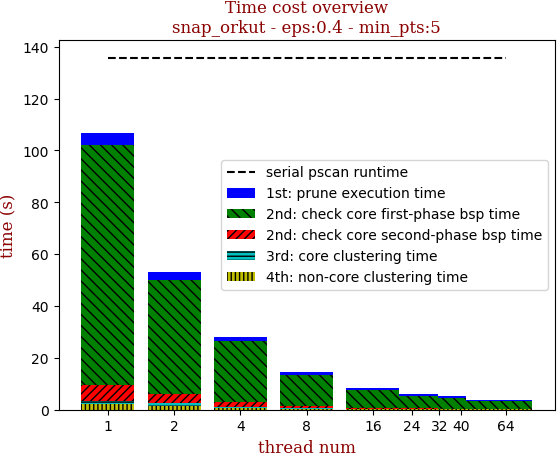 Time cost overview
snap_orkut - eps:0.4 - min_pts:5
140
120
100
80
60
40
20
0
time (s)
serial pscan runtime
1st: prune execution time
2nd: check core first-phase bsp time
2nd: check core second-phase bsp time
3rd: core clustering time
4th: non-core clustering time
1 2 4 8 16 24 32 40 64
thread num